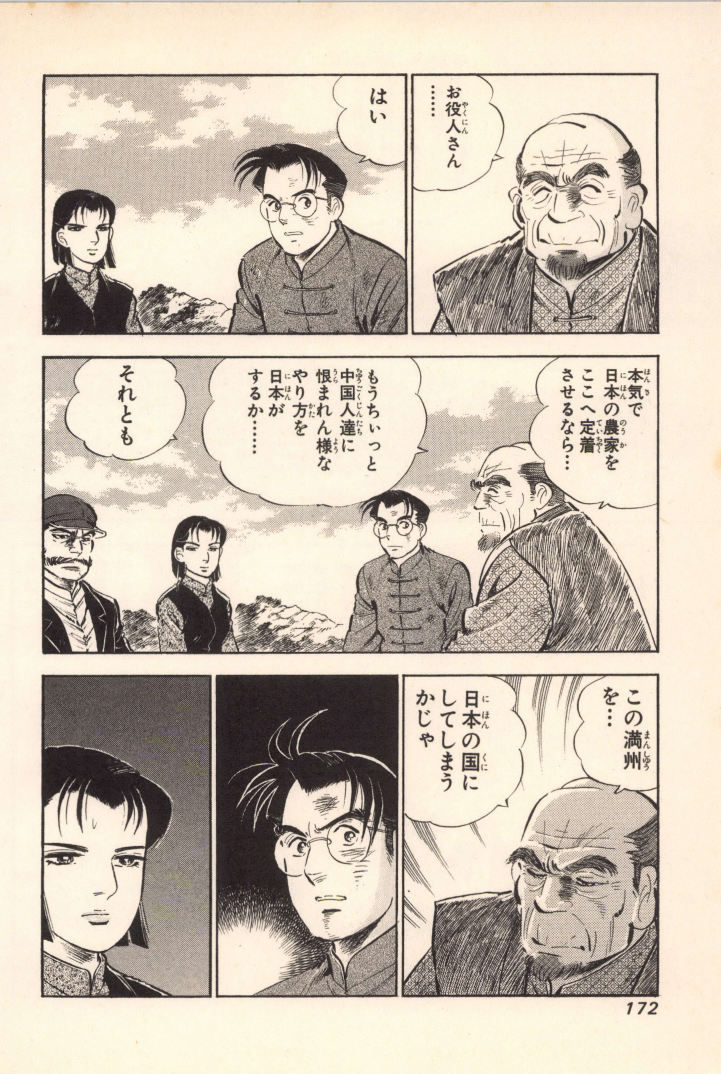 お役人さん
……
はい
本気で
日本の農家を
ここへ定着
させるなら…
もうちぃっと
中国人達に
恨まれん様な
やり方を
日本が
するか……
それとも
この満州
を…
日本の国に
してしまう
かじゃ
172